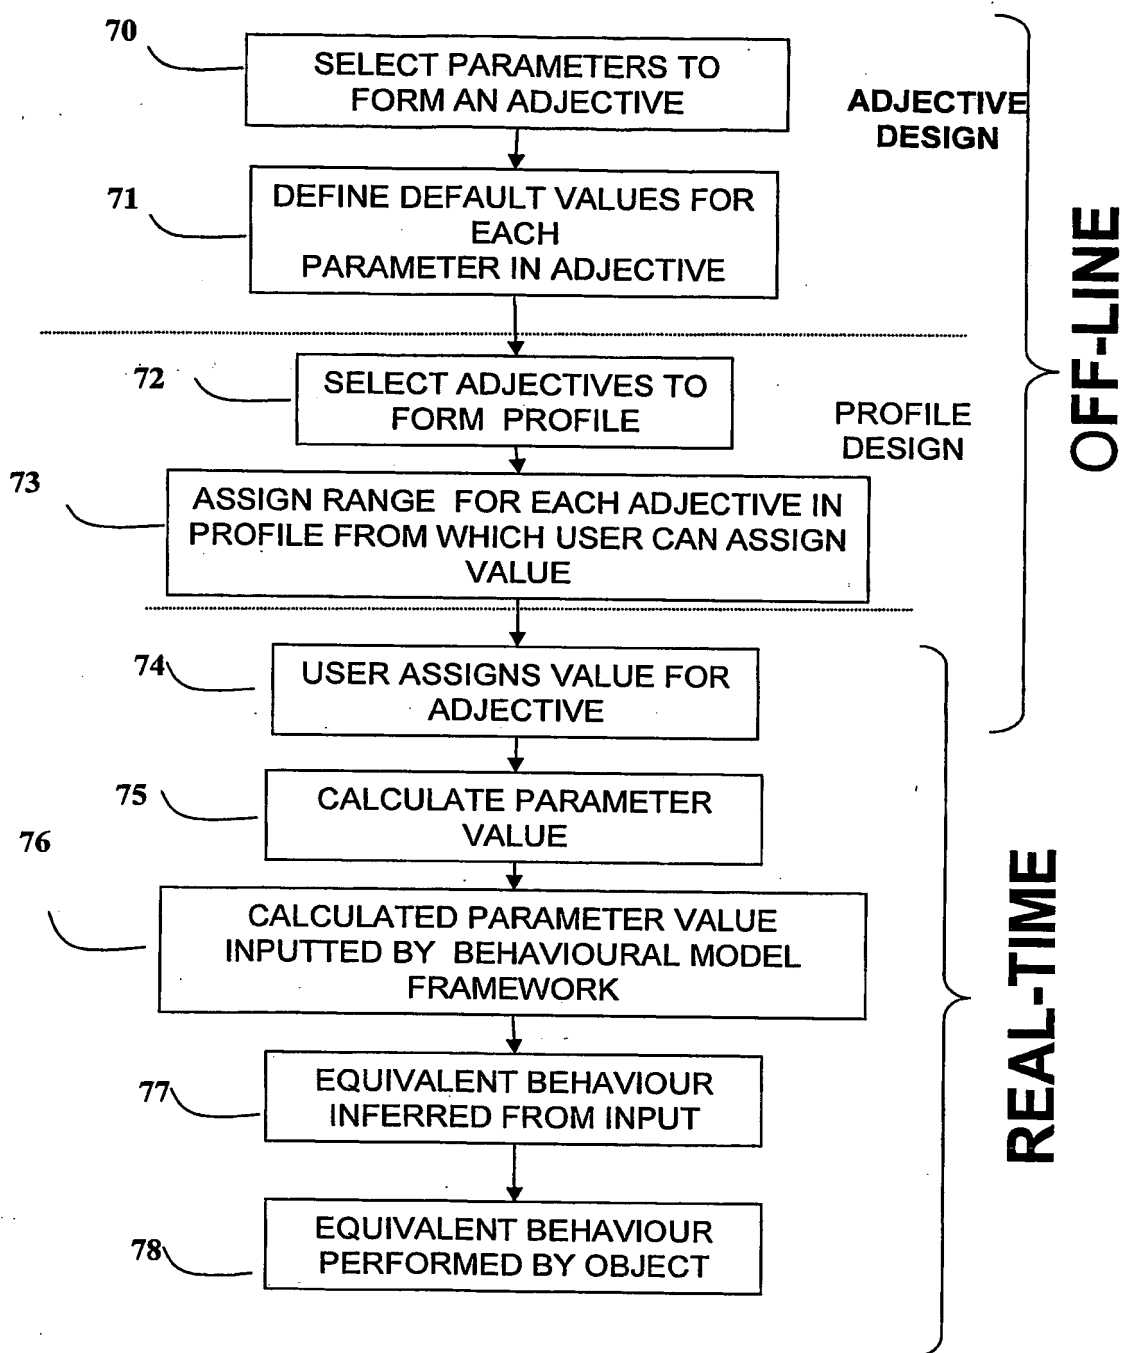 70
SELECT PARAMETERS TO
FORM AN ADJECTIVE
ADJECTIVE
DESIGN
71
DEFINE DEFAULT VALUES FOR
EACH
PARAMETER IN ADJECTIVE
OFF-LINE
72
SELECT ADJECTIVES TO
FORM PROFILE
PROFILE
DESIGN
73
ASSIGN RANGE FOR EACH ADJECTIVE IN
PROFILE FROM WHICH USER CAN ASSIGN
VALUE
74
USER ASSIGNS VALUE FOR
ADJECTIVE
75
CALCULATE PARAMETER
VALUE
76
CALCULATED PARAMETER VALUE
INPUTTED BY BEHAVIOURAL MODEL
FRAMEWORK
REAL-TIME
77
EQUIVALENT BEHAVIOUR
INFERRED FROM INPUT
78
EQUIVALENT BEHAVIOUR
PERFORMED BY OBJECT